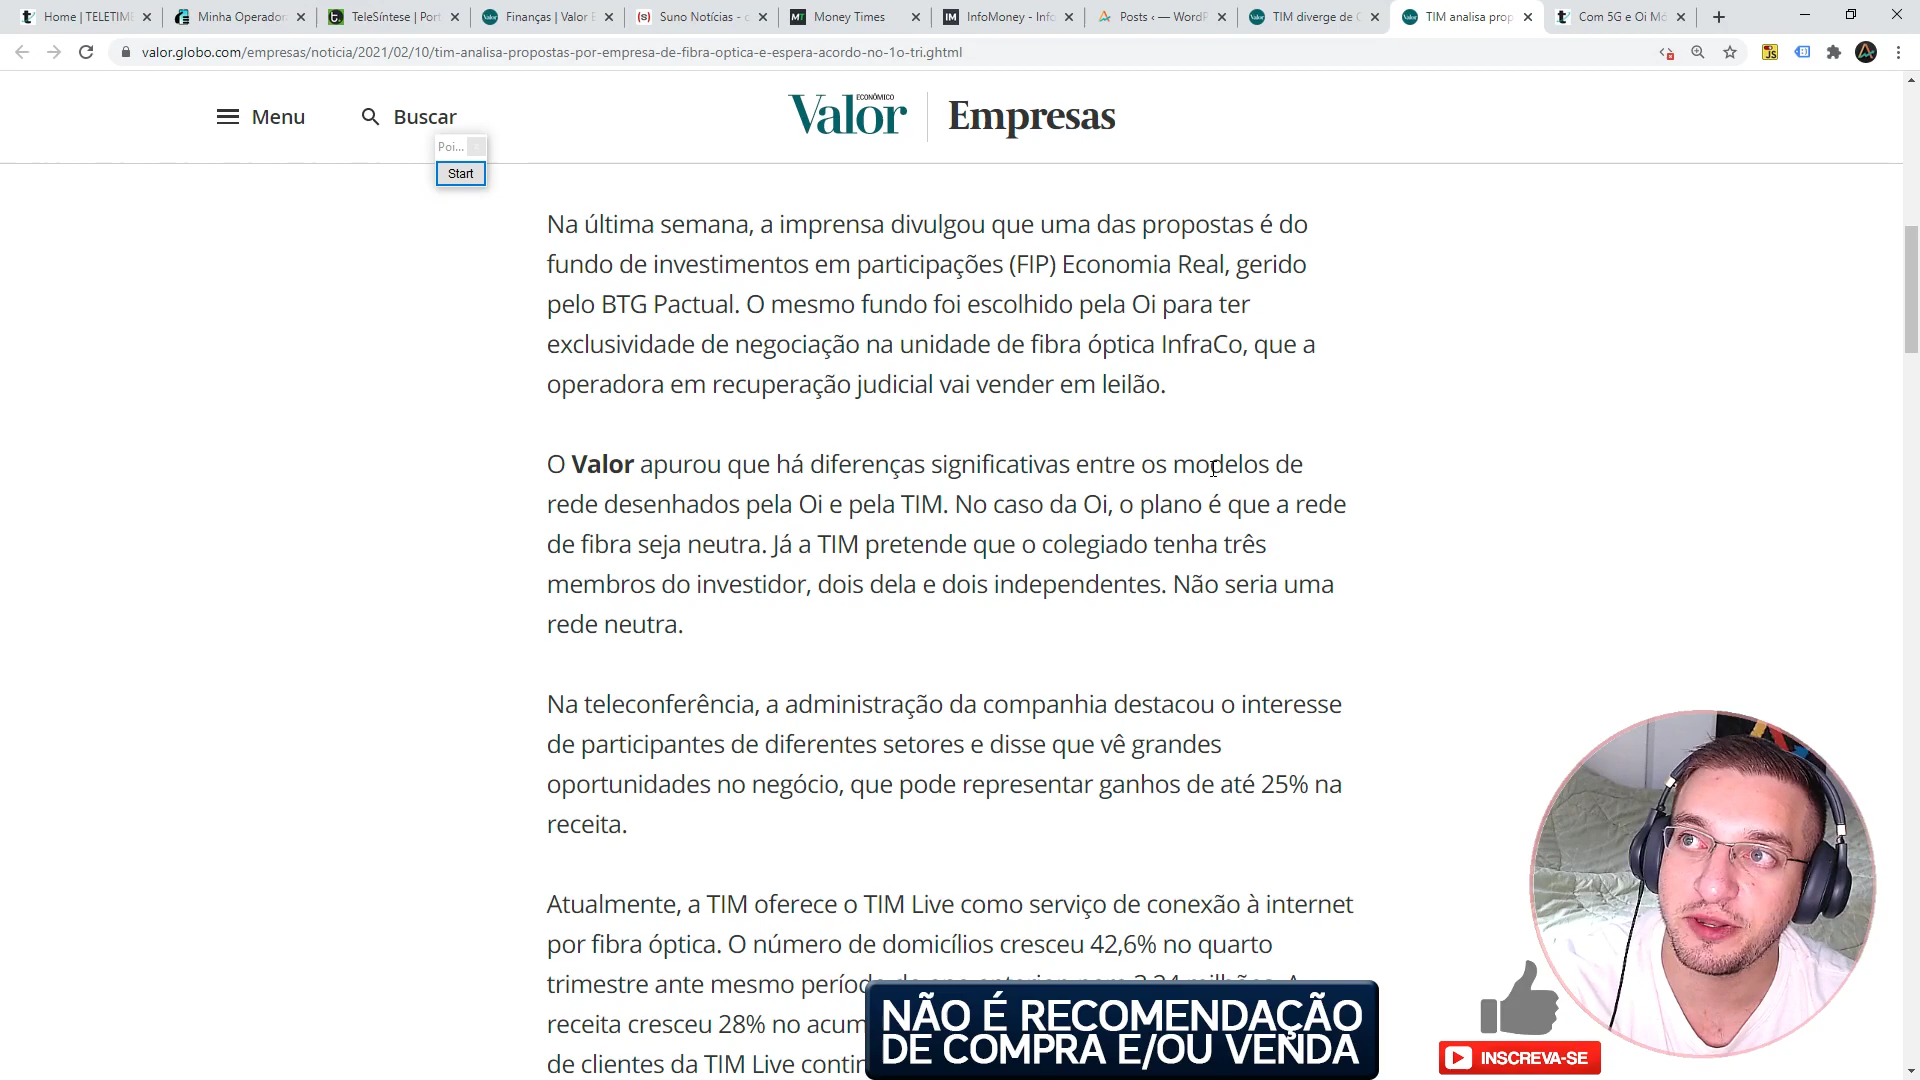 Home | TELETIM
Minha Operador
TeleSíntese | Port
Finanças | Valor E
Suno Notícias - c
Money Times
InfoMoney - Info
Posts ‹ — WordP
TIM diverge de
TIM analisa prop
Com 5G e Oi Mó
valor.globo.com/empresas/noticia/2021/02/10/tim-analisa-propostas-por-empresa-de-fibra-optica-e-espera-acordo-no-1o-tri.ghtml
Menu
Buscar
Valor ECONÔMICO
Empresas
Poi...
Start
Na última semana, a imprensa divulgou que uma das propostas é do
fundo de investimentos em participações (FIP) Economia Real, gerido
pelo BTG Pactual. O mesmo fundo foi escolhido pela Oi para ter
exclusividade de negociação na unidade de fibra óptica InfraCo, que a
operadora em recuperação judicial vai vender em leilão.
O Valor apurou que há diferenças significativas entre os modelos de
rede desenhados pela Oi e pela TIM. No caso da Oi, o plano é que a rede
de fibra seja neutra. Já a TIM pretende que o colegiado tenha três
membros do investidor, dois dela e dois independentes. Não seria uma
rede neutra.
Na teleconferência, a administração da companhia destacou o interesse
de participantes de diferentes setores e disse que vê grandes
oportunidades no negócio, que pode representar ganhos de até 25% na
receita.
Atualmente, a TIM oferece o TIM Live como serviço de conexão à internet
por fibra óptica. O número de domicílios cresceu 42,6% no quarto
trimestre ante mesmo períod
receita cresceu 28% no acum
de clientes da TIM Live contin
NÃO É RECOMENDAÇÃO
DE COMPRA E/OU VENDA
INSCREVA-SE